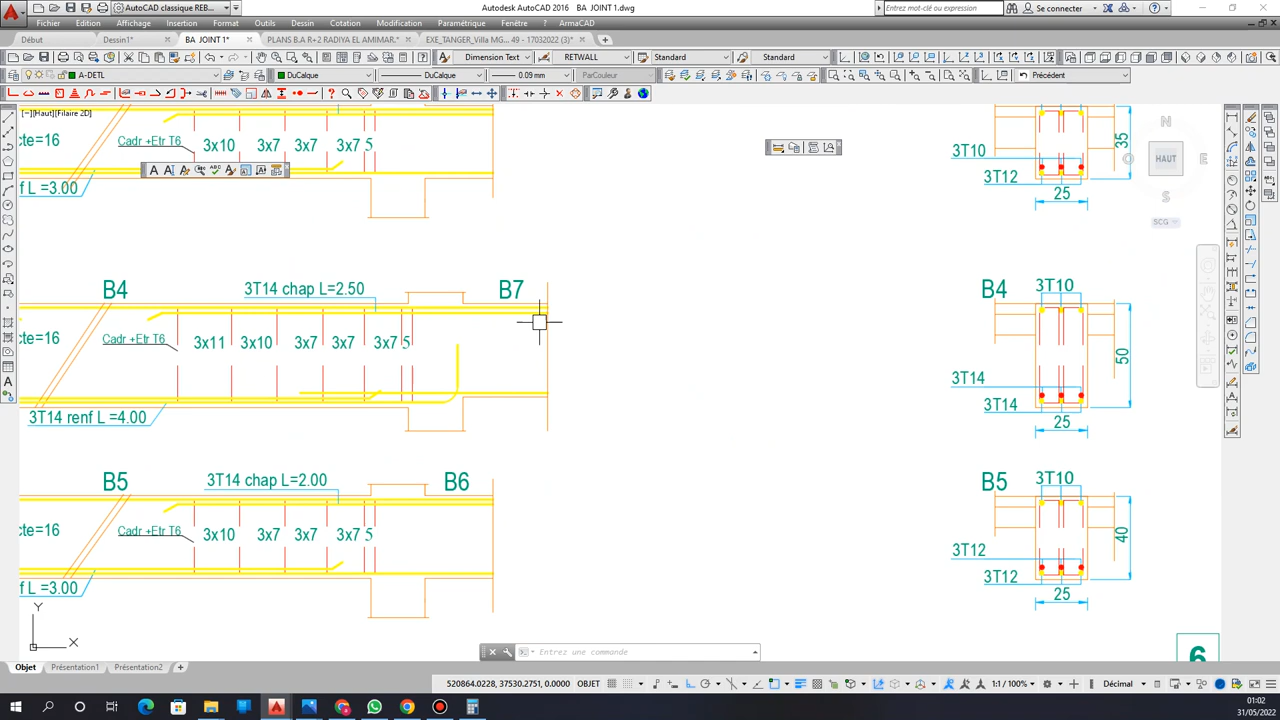 AutoCAD classique REB...
Autodesk AutoCAD 2016 BA JOINT 1.dwg
Entrez mot-clé ou expression
Se connecter
Fichier Edition Affichage Insertion Format Outils Dessin Cotation Modification Paramétrique Fenêtre ? ArmaCAD
Début Dessin1* BA JOINT 1* PLANS B.A R+2 RADIYA EL AMIMAR.* EXE_TANGER_Villa MG... 49 - 17032022 (3)*
Dimension Text RETWALL Standard Standard
A-DETL DuCalque DuCalque 0.09 mm ParCouleur Précédent
[−][Haut][Filaire 2D]
cte=16 Cadr +Etr T6 3x10 3x7 3x7 3x7 5
f L =3.00
3T10 35
3T12
25
N
O HAUT E
S
SCG
B4 3T14 chap L=2.50 B7
cte=16 Cadr +Etr T6 3x11 3x10 3x7 3x7 3x7 5
3T14 renf L =4.00
B4 3T10
50
3T14
3T14
25
B5 3T14 chap L=2.00 B6
cte=16 Cadr +Etr T6 3x10 3x7 3x7 3x7 5
f L =3.00
B5 3T10
40
3T12
3T12
25
Y
X
6
Entrez une commande
Objet Présentation1 Présentation2 +
520864.0228, 37530.2751, 0.0000 OBJET 1:1 / 100% Décimal
01:02
31/05/2022